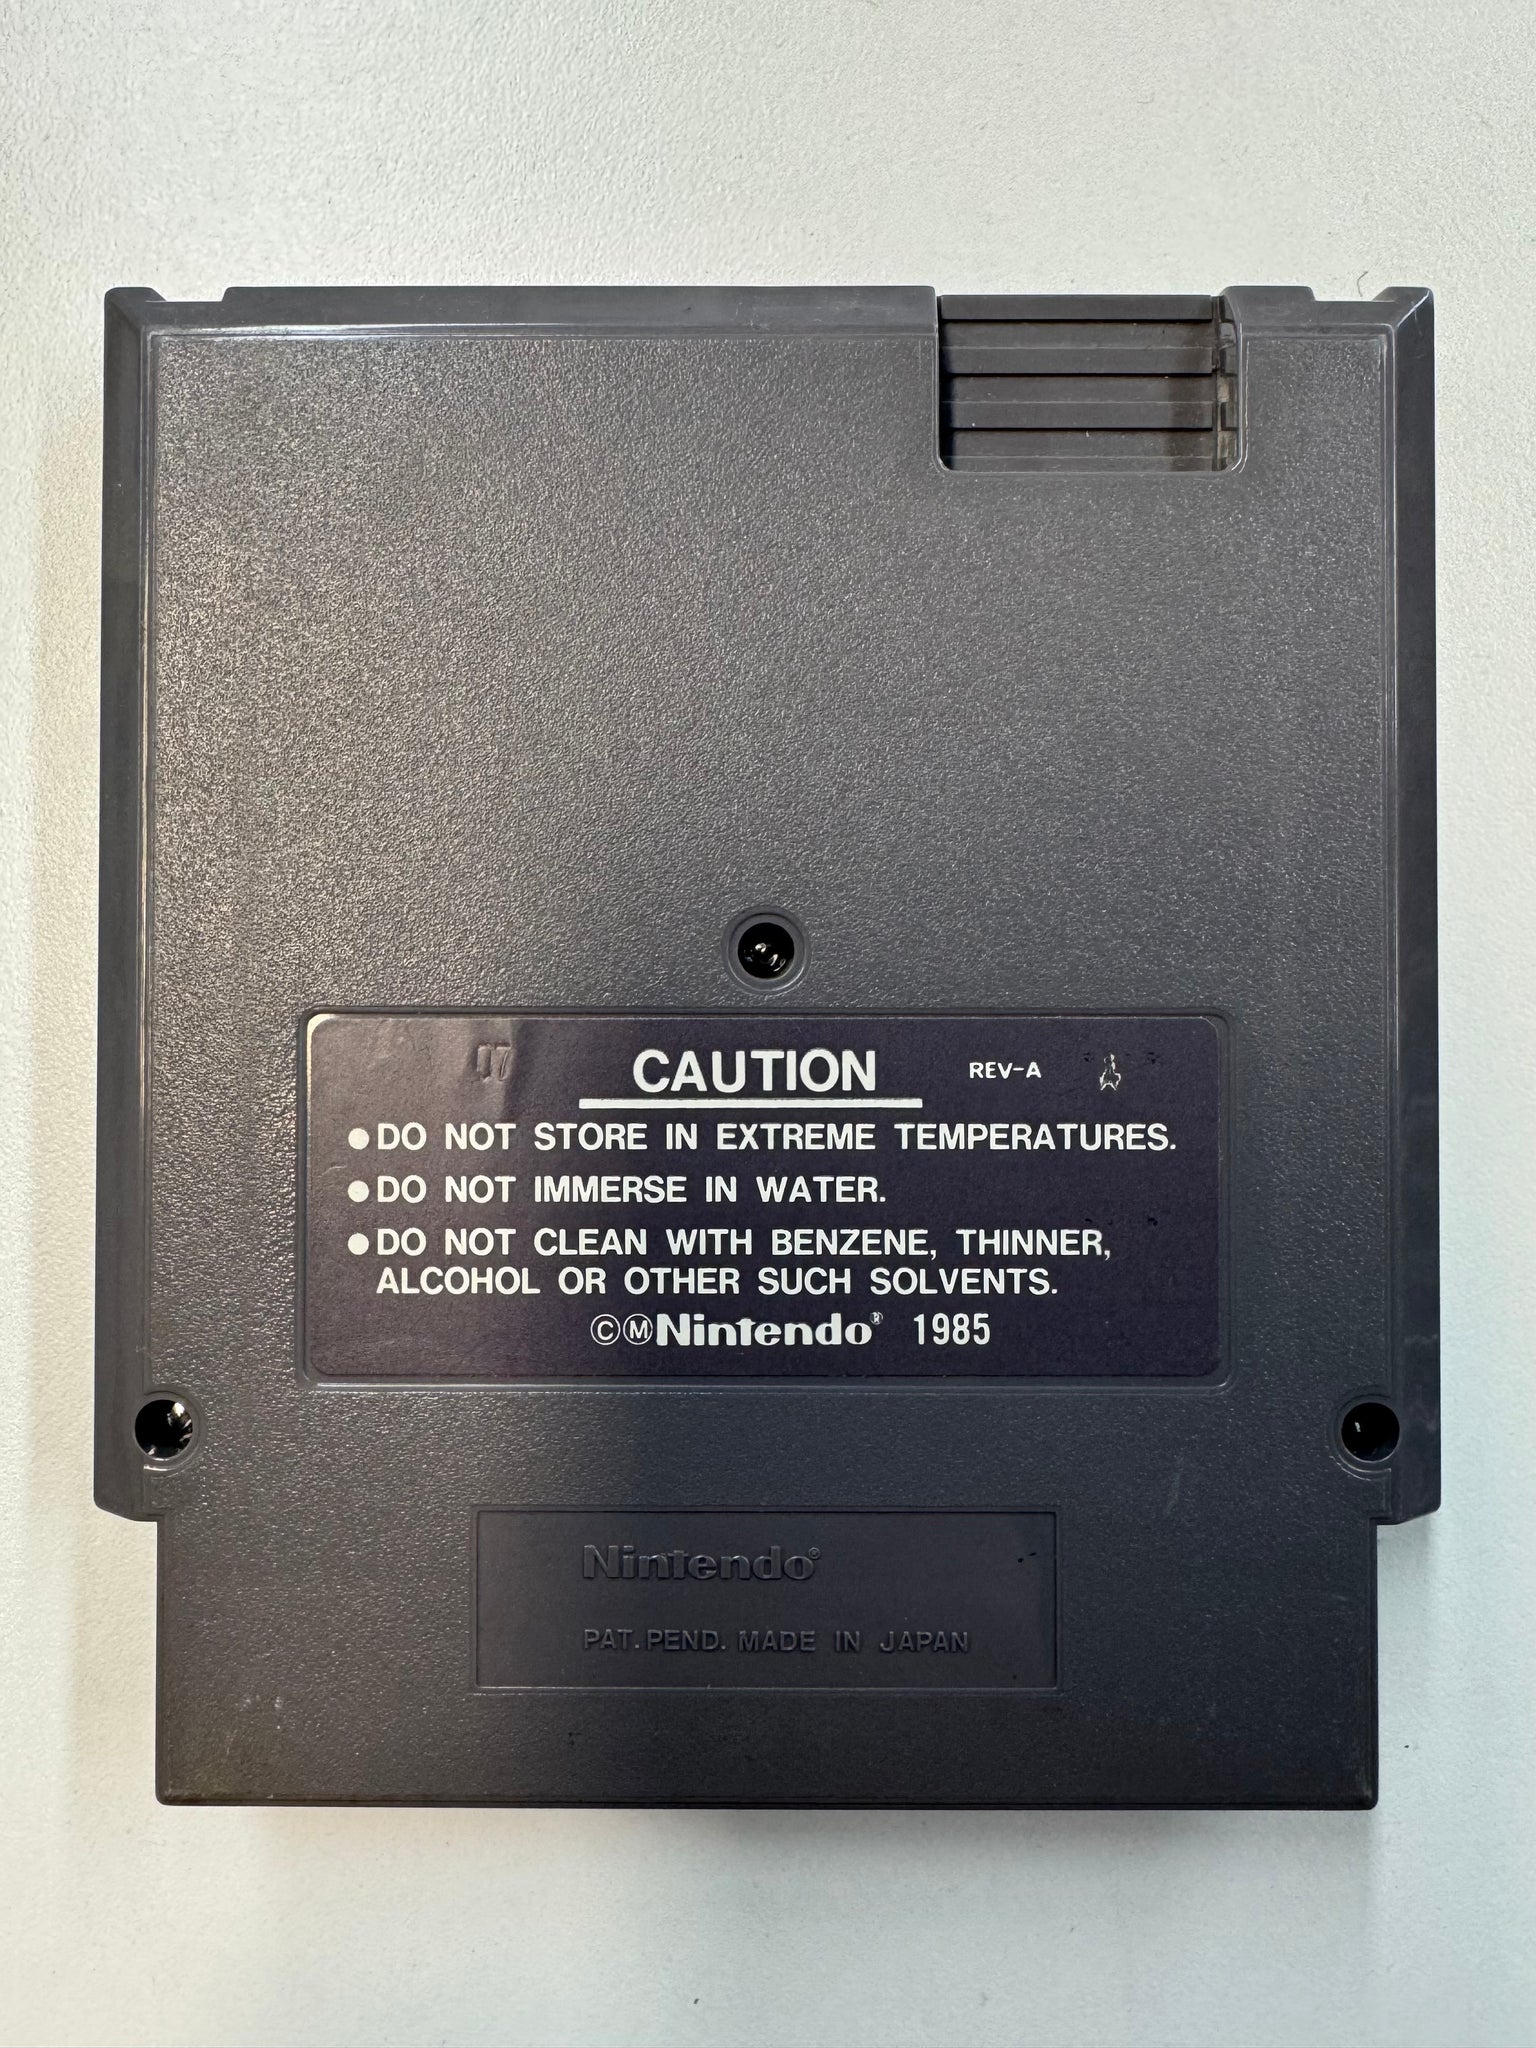 17
CAUTION REV-A A
●DO NOT STORE IN EXTREME TEMPERATURES.
●DO NOT IMMERSE IN WATER.
●DO NOT CLEAN WITH BENZENE, THINNER,
ALCOHOL OR OTHER SUCH SOLVENTS.
©ⓂNintendo® 1985
Nintendo®
PAT. PEND. MADE IN JAPAN